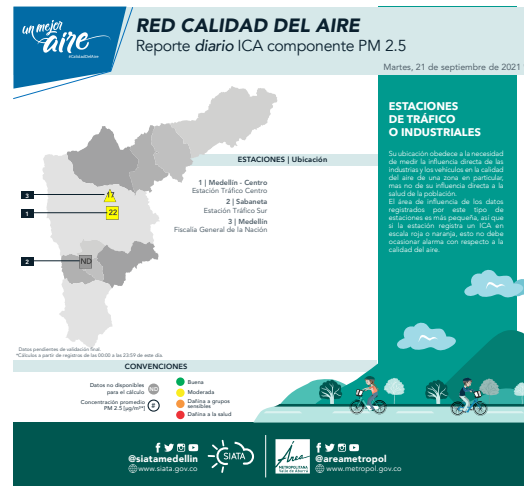 un mejor
aire
#CalidadDelAire
RED CALIDAD DEL AIRE
Reporte diario ICA componente PM 2.5
Martes, 21 de septiembre de 2021
ESTACIONES
DE TRÁFICO
O INDUSTRIALES
Su ubicación obedece a la necesidad
de medir la influencia directa de las
industrias y los vehículos en la calidad
del aire de una zona en particular,
mas no de su influencia directa a la
salud de la población.
El área de influencia de los datos
registrados por este tipo de
estaciones es más pequeña, así que
si la estación registra un ICA en
escala roja o naranja, esto no debe
ocasionar alarma con respecto a la
calidad del aire.
ESTACIONES | Ubicación
1 | Medellín - Centro
Estación Tráfico Centro
2 | Sabaneta
Estación Tráfico Sur
3 | Medellín
Fiscalía General de la Nación
3
17
1
22
2
ND
Datos pendientes de validación final.
*Cálculos a partir de registros de las 00:00 a las 23:59 de este día.
CONVENCIONES
Datos no disponibles
para el cálculo
ND
Concentración promedio
PM 2.5 [µg/m³*]
#
Buena
Moderada
Dañina a grupos
sensibles
Dañina a la salud
@siatamedellin
www.siata.gov.co
SIATA
Área
METROPOLITANA
Valle de Aburrá
@areametropol
www.metropol.gov.co